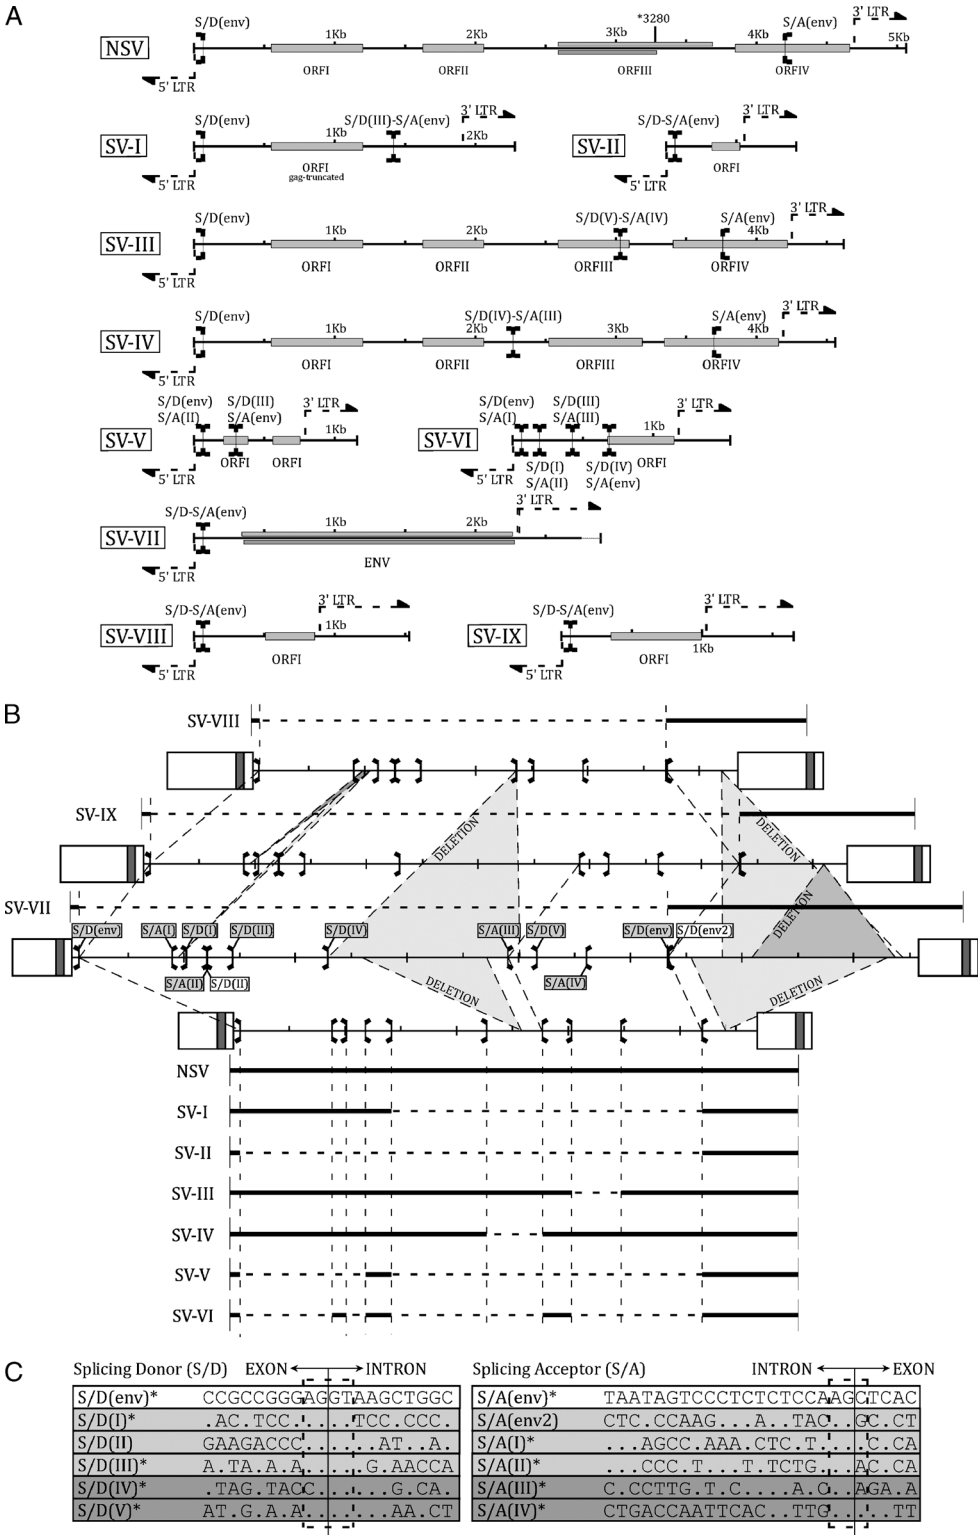 A
S/D(env)
*3280
S/A(env)
3' LTR
NSV
1Kb
2Kb
3Kb
4Kb
5Kb
ORFI
ORFII
ORFIII
ORFIV
5' LTR
S/D(env)
S/D(III)-S/A(env)
3' LTR
SV-I
1Kb
2Kb
ORFI
gag-truncated
5' LTR
S/D-S/A(env)
3' LTR
SV-II
ORFI
5' LTR
S/D(env)
S/D(V)-S/A(IV)
S/A(env)
3' LTR
SV-III
1Kb
2Kb
4Kb
ORFI
ORFII
ORFIII
ORFIV
5' LTR
S/D(env)
S/D(IV)-S/A(III)
S/A(env)
3' LTR
SV-IV
1Kb
2Kb
3Kb
4Kb
ORFI
ORFII
ORFIII
ORFIV
5' LTR
S/D(env)
S/A(II)
S/D(III)
S/A(env)
3' LTR
SV-V
1Kb
ORFI
ORFI
5' LTR
S/D(env)
S/A(I)
S/D(III)
S/A(III)
3' LTR
SV-VI
1Kb
ORFI
5' LTR
S/D(I)
S/A(II)
S/D(IV)
S/A(env)
S/D-S/A(env)
3' LTR
SV-VII
1Kb
2Kb
ENV
5' LTR
S/D-S/A(env)
3' LTR
SV-VIII
1Kb
ORFI
5' LTR
S/D-S/A(env)
3' LTR
SV-IX
ORFI
1Kb
5' LTR
B
SV-VIII
SV-IX
DELETION
DELETION
SV-VII
DELETION
S/D(env)
S/A(I)
S/D(I)
S/D(III)
S/D(IV)
S/A(III)
S/D(V)
S/D(env)
S/D(env2)
S/A(II)
S/D(II)
S/A(IV)
DELETION
DELETION
NSV
SV-I
SV-II
SV-III
SV-IV
SV-V
SV-VI
C
Splicing Donor (S/D) EXON INTRON
S/D(env)* CCGCCGGGAGGTAAGCTGGC
S/D(I)* .AC.TCC.....TCC.CCC.
S/D(II) GAAGACCC.......AT..A.
S/D(III)* A.TA.A.A.....G.AACCA
S/D(IV)* .TAG.TACC.......G.CA.
S/D(V)* AT.G.A.A.......AA.CT
Splicing Acceptor (S/A) INTRON EXON
S/A(env)* TAATAGTCCCTCTCTCCAAGCTCAC
S/A(env2) CTC.CCAAG...A..TAC..GC.CT
S/A(I)* ...AGCC.AAA.CTC.T....C.CA
S/A(II)* ...CCC.T....T.TCTG...AC.CA
S/A(III)* C.CCTTG.T.C....A.C..AGA.A
S/A(IV)* CTGACCAATTCAC.TTG.....TT